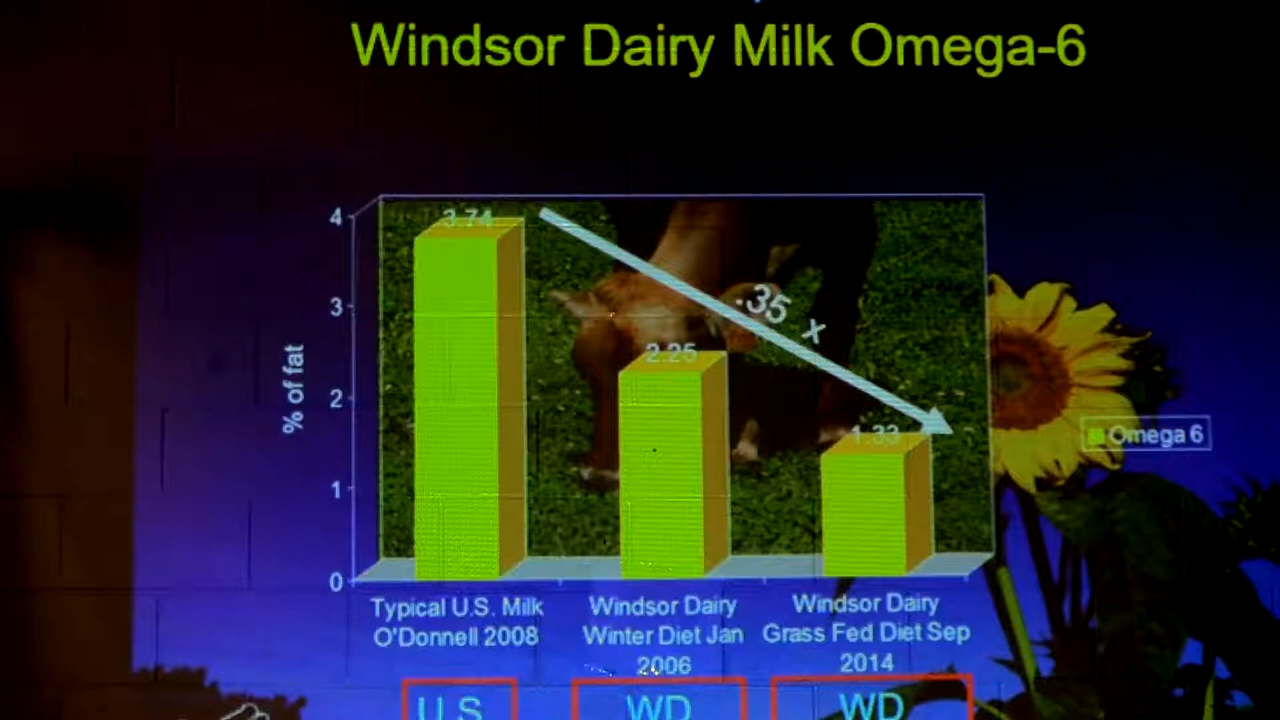 Windsor Dairy Milk Omega-6
4
3
2
1
0
% of fat
3.74
2.25
1.33
.35 x
Omega 6
Typical U.S. Milk
O'Donnell 2008
Windsor Dairy
Winter Diet Jan
2006
Windsor Dairy
Grass Fed Diet Sep
2014
U.S.
WD
WD